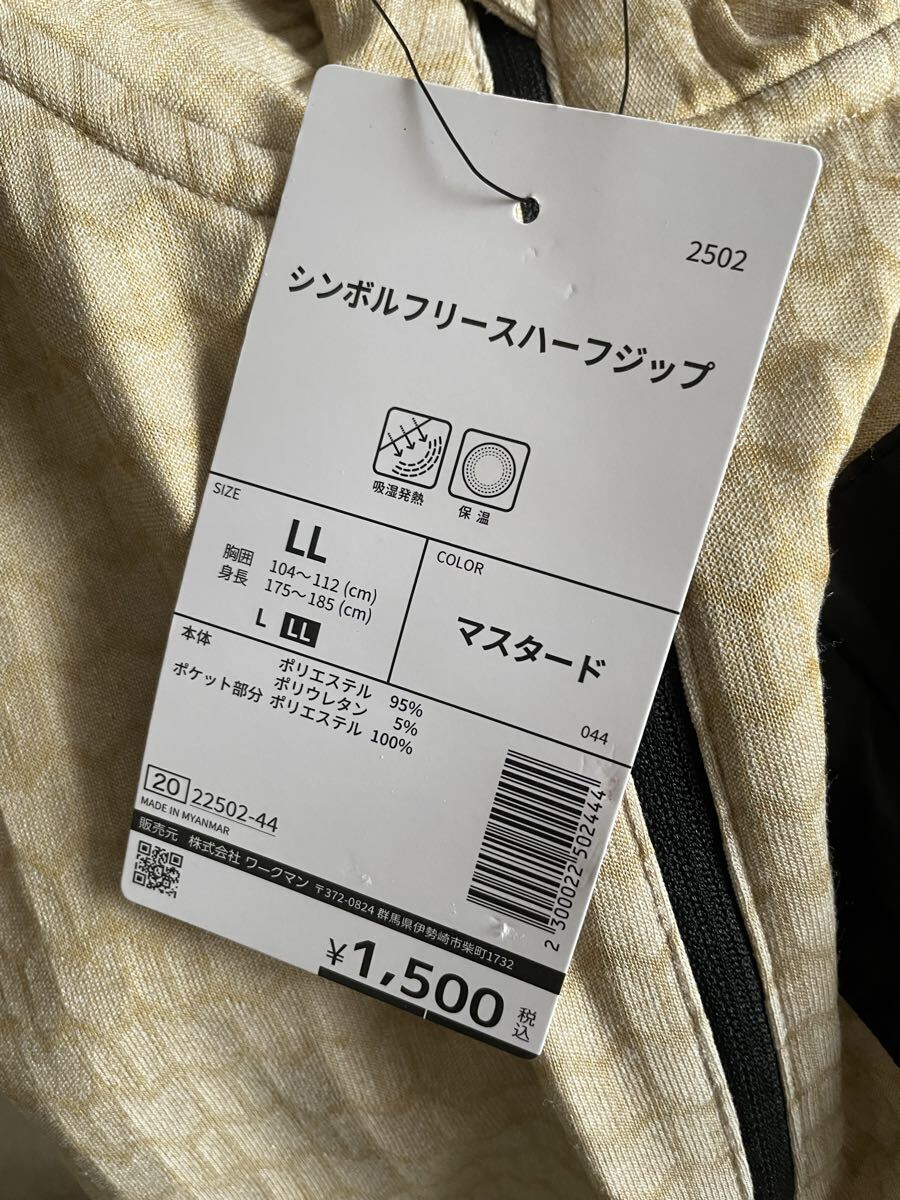 2502
シンボルフリースハーフジップ
吸湿発熱
保温
SIZE
LL
胸囲 104～112 (cm)
身長 175～185 (cm)
L LL
COLOR
マスタード
044
本体 ポリエステル 95%
ポリウレタン 5%
ポケット部分 ポリエステル 100%
20 22502-44
MADE IN MYANMAR
販売元 株式会社 ワークマン 〒372-0824 群馬県伊勢崎市柴町1732
2300022502444
¥1,500 税込